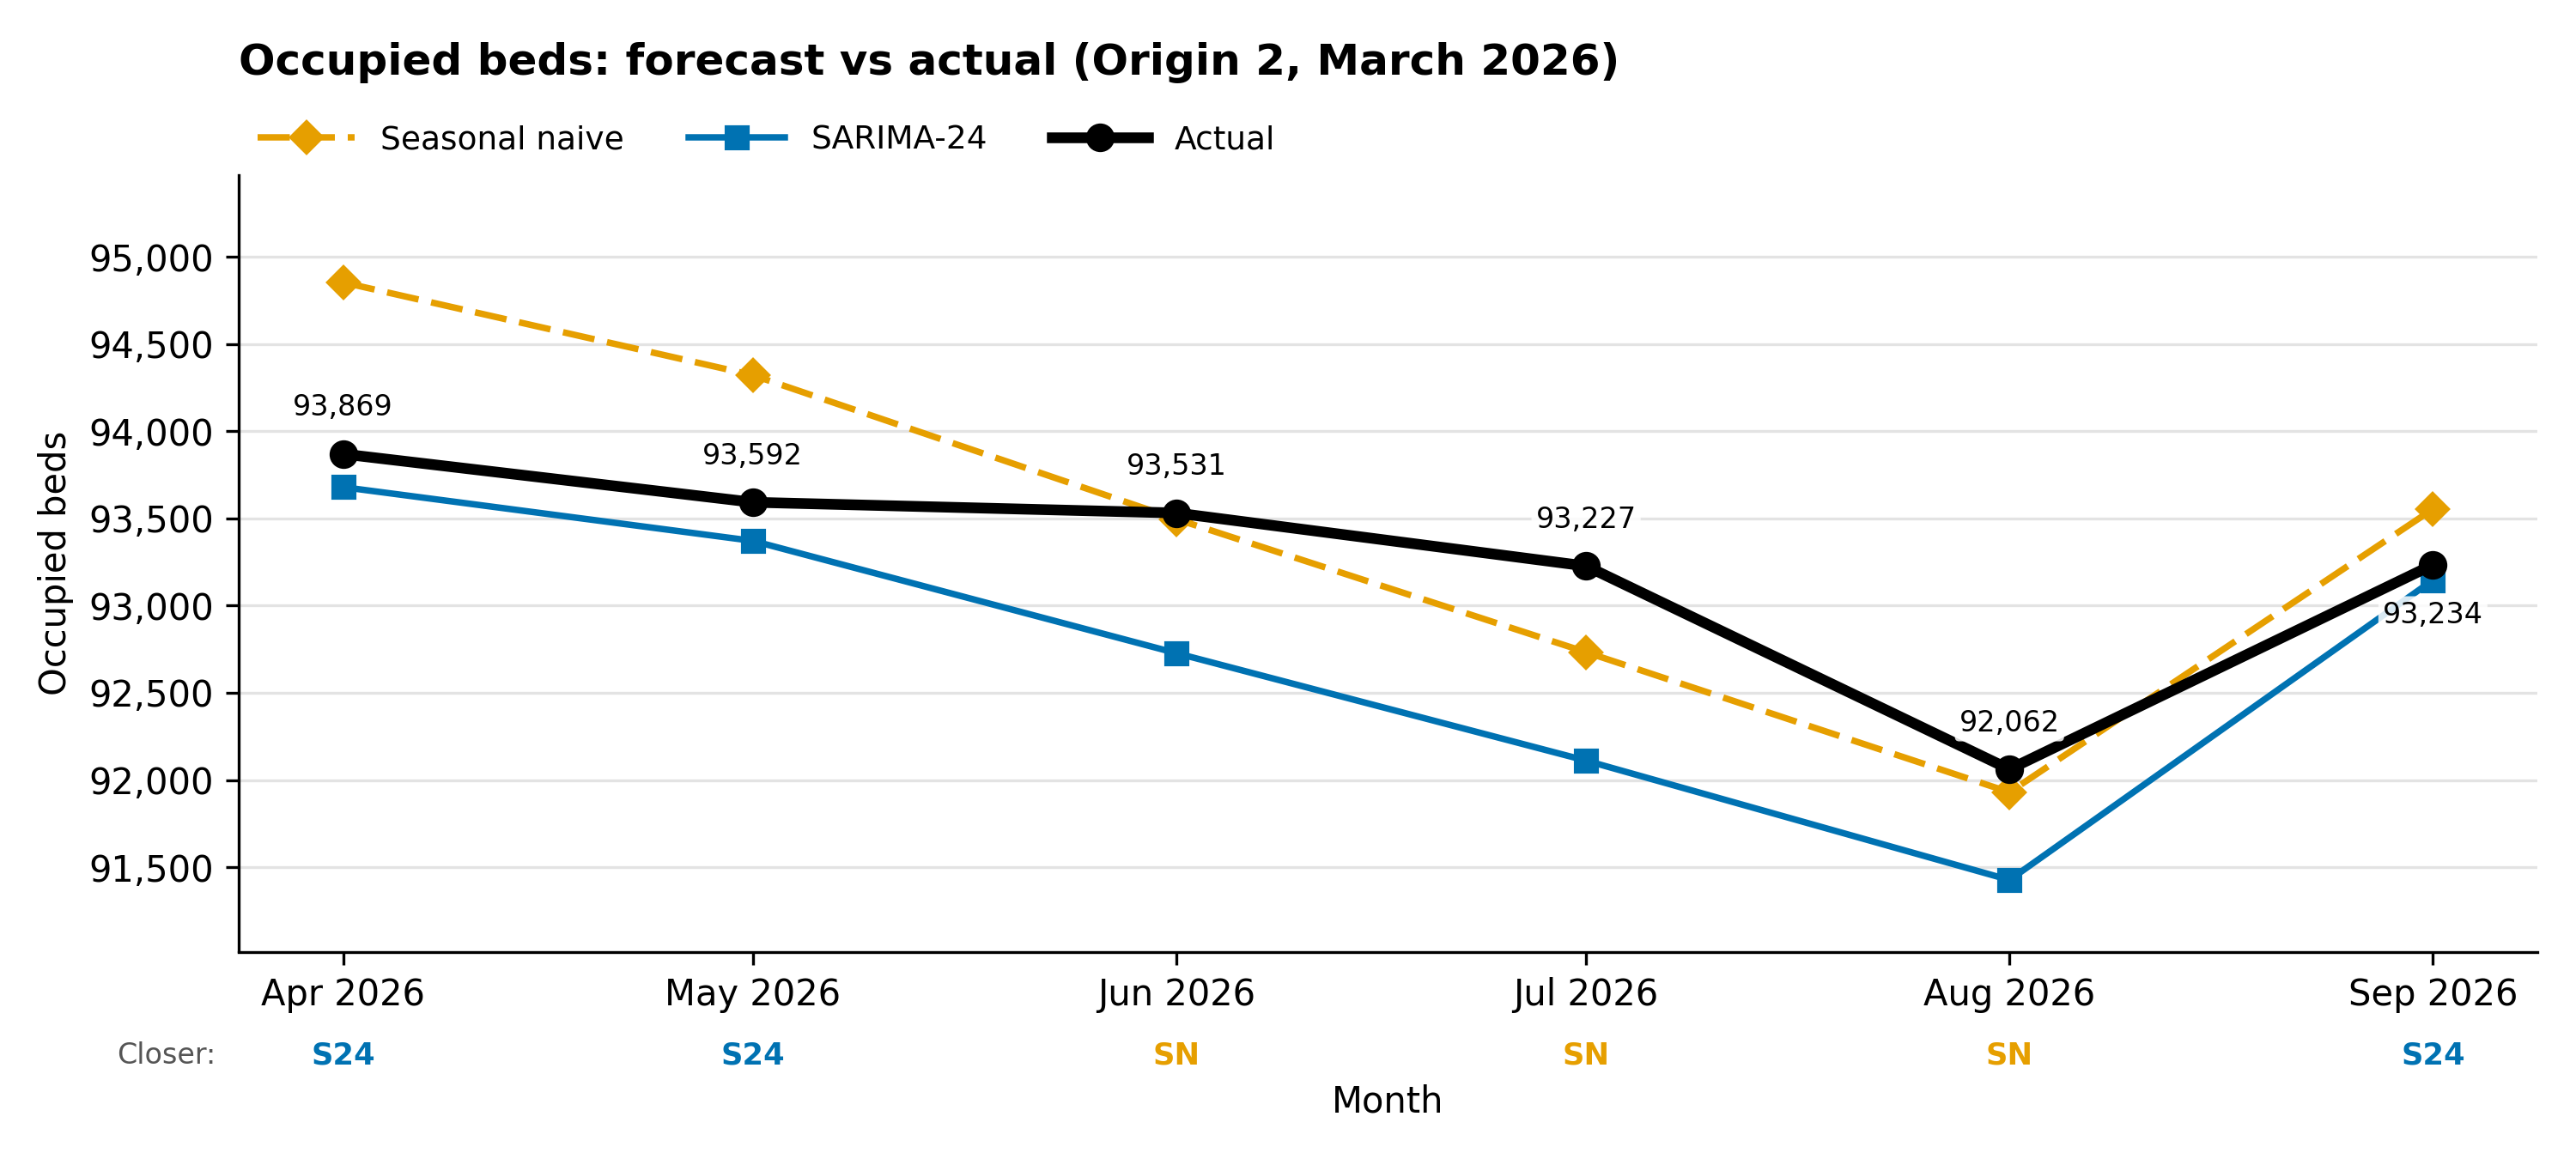 Occupied beds: forecast vs actual (Origin 2, March 2026)
Seasonal naive SARIMA-24 Actual
95,000
94,500
94,000
93,500
93,000
92,500
92,000
91,500
Occupied beds
93,869
93,592
93,531
93,227
92,062
93,234
Apr 2026 May 2026 Jun 2026 Jul 2026 Aug 2026 Sep 2026
Closer: S24 S24 SN SN SN S24
Month